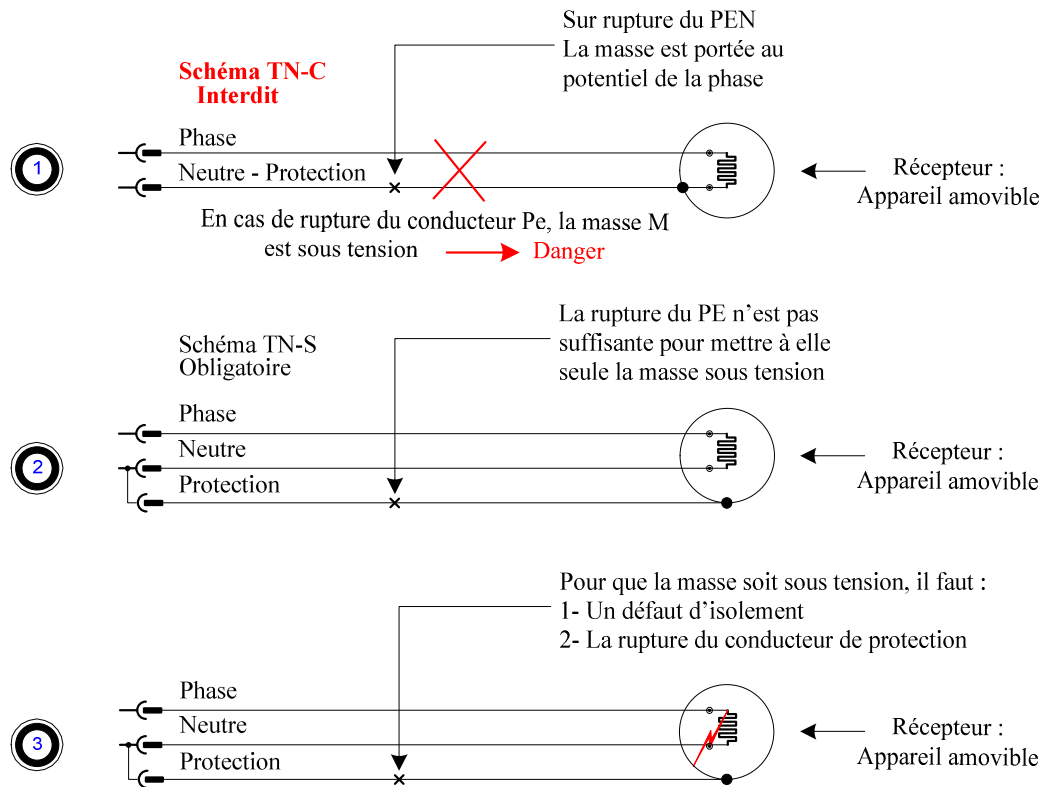 Sur rupture du PEN
La masse est portée au
potentiel de la phase
Schéma TN-C
Interdit
Phase
1
Neutre - Protection
Récepteur :
Appareil amovible
En cas de rupture du conducteur Pe, la masse M
est sous tension
Danger
La rupture du PE n’est pas
suffisante pour mettre à elle
seule la masse sous tension
Schéma TN-S
Obligatoire
Phase
Neutre
2
Protection
Récepteur :
Appareil amovible
Pour que la masse soit sous tension, il faut :
1- Un défaut d’isolement
2- La rupture du conducteur de protection
Phase
Neutre
3
Protection
Récepteur :
Appareil amovible